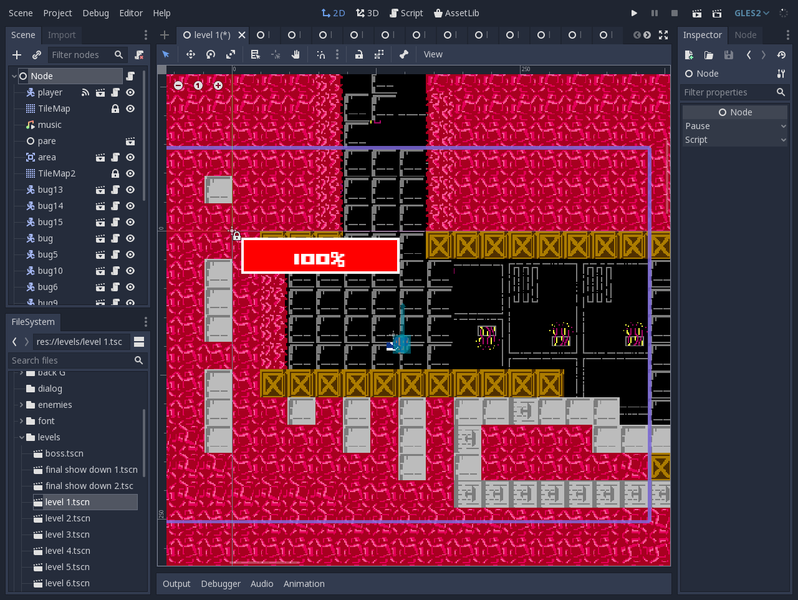 Scene Project Debug Editor Help
2D 3D Script AssetLib
GLES2
Scene Import
level 1(*)
Inspector Node
Filter nodes
View
Node
Node
player
Filter properties
TileMap
Node
music
Pause
pare
Script
area
TileMap2
bug13
bug14
bug15
bug
bug5
bug10
bug6
bug9
0
250
0
250
100%
FileSystem
res://levels/level 1.tsc
Search files
back G
dialog
enemies
font
levels
boss.tscn
final show down 1.tscn
final show down 2.tsc
level 1.tscn
level 2.tscn
level 3.tscn
level 4.tscn
level 5.tscn
level 6.tscn
Output Debugger Audio Animation